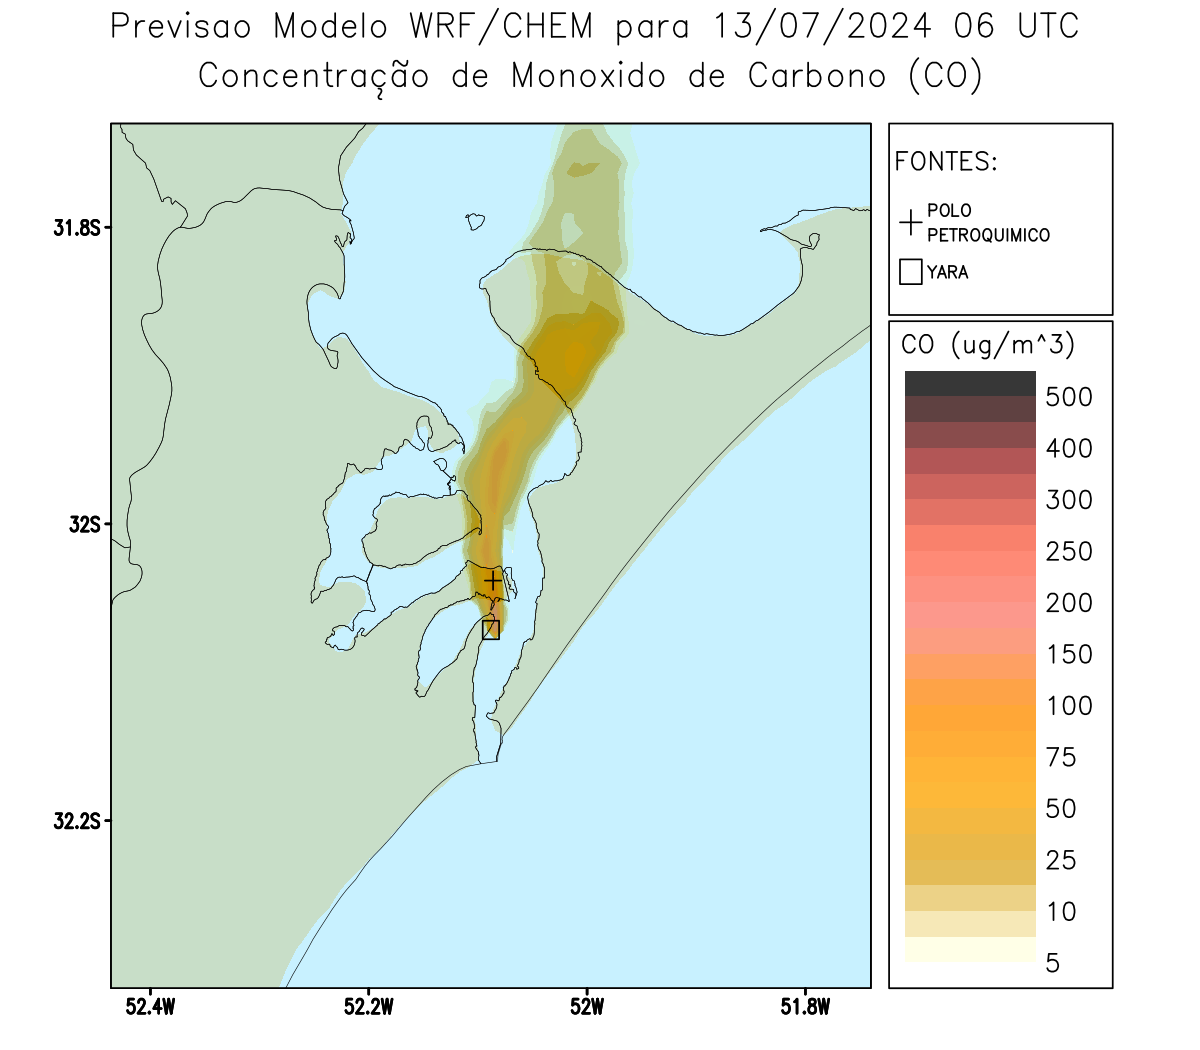 Previsao Modelo WRF/CHEM para 13/07/2024 06 UTC
Concentração de Monoxido de Carbono (CO)
FONTES:
POLO
PETROQUIMICO
YARA
CO (ug/m^3)
500
400
300
250
200
150
100
75
50
25
10
5
31.8S
32S
32.2S
52.4W
52.2W
52W
51.8W